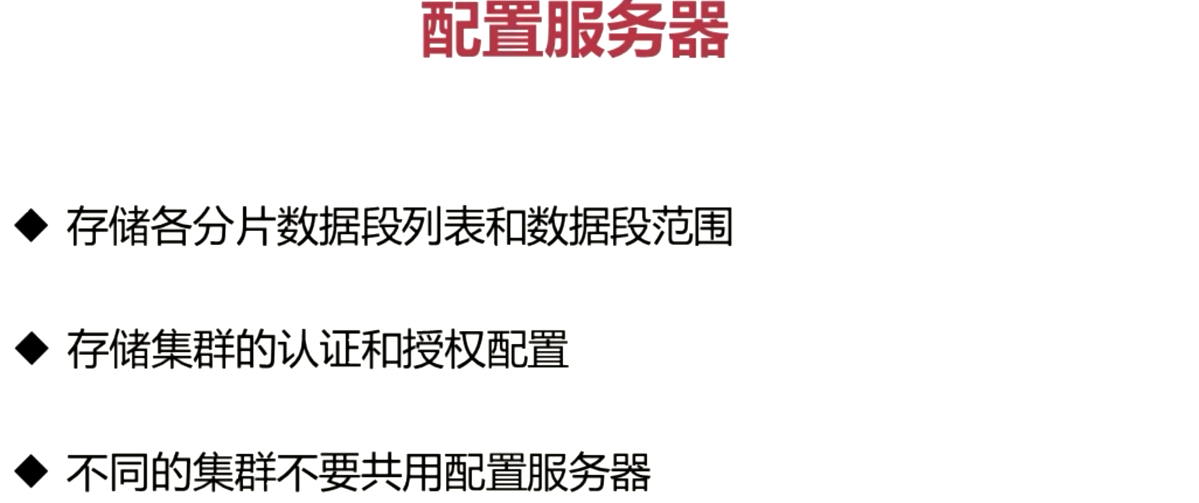 配置服务器
◆ 存储各分片数据段列表和数据段范围
◆ 存储集群的认证和授权配置
◆ 不同的集群不要共用配置服务器